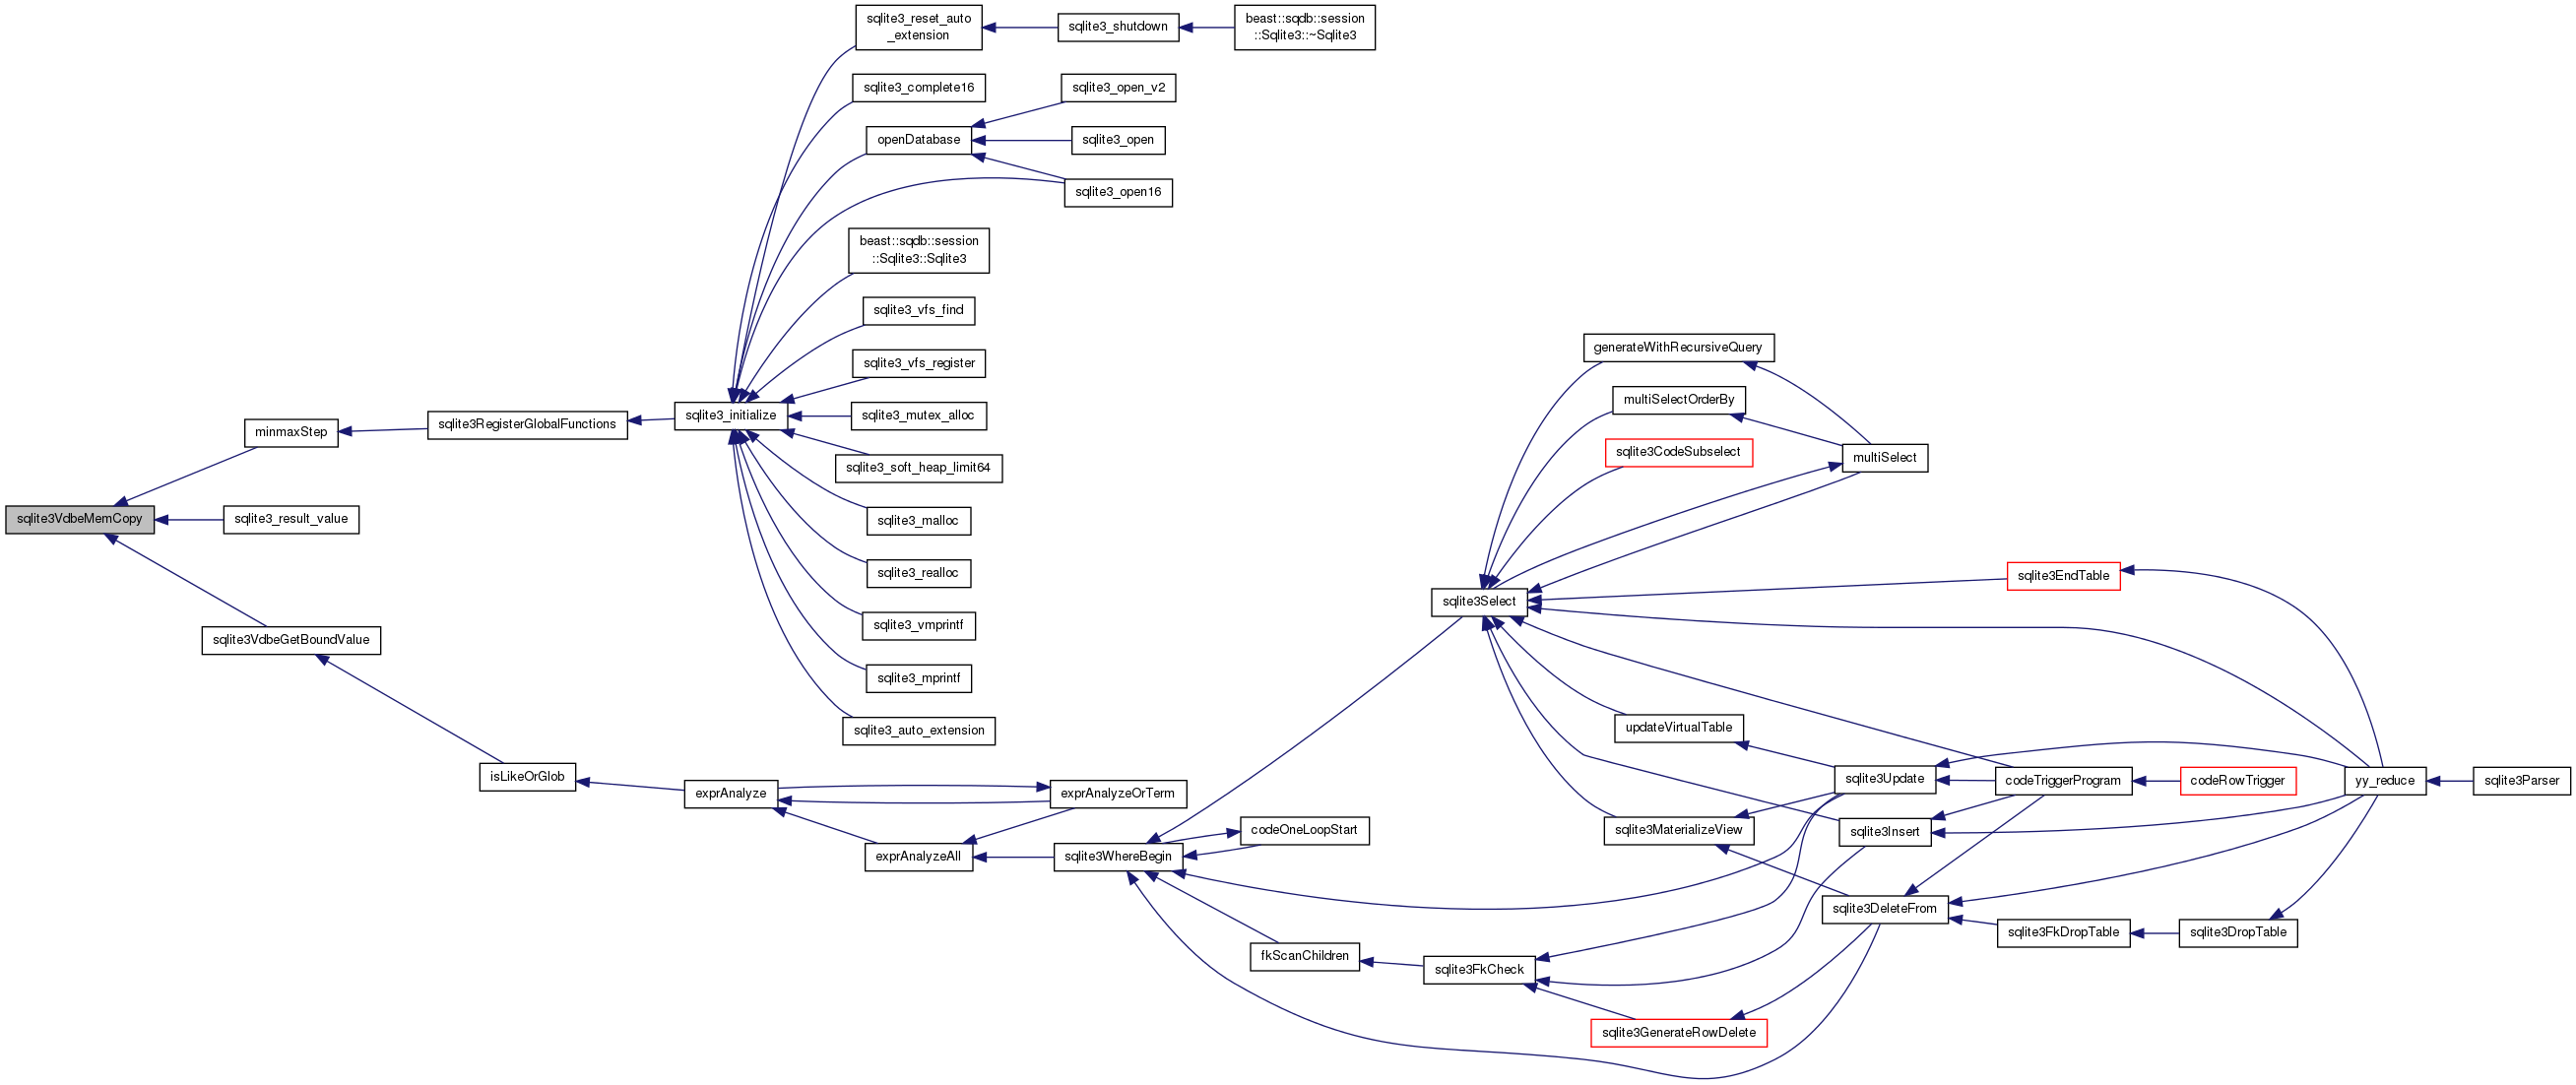 sqlite3_reset_auto
_extension
sqlite3_shutdown
beast::sqdb::session
::Sqlite3::~Sqlite3
sqlite3_complete16
sqlite3_open_v2
openDatabase
sqlite3_open
sqlite3_open16
beast::sqdb::session
::Sqlite3::Sqlite3
sqlite3_vfs_find
sqlite3_vfs_register
sqlite3_initialize
sqlite3_mutex_alloc
sqlite3RegisterGlobalFunctions
minmaxStep
sqlite3_soft_heap_limit64
sqlite3VdbeMemCopy
sqlite3_result_value
sqlite3_malloc
sqlite3_realloc
sqlite3_vmprintf
sqlite3_mprintf
sqlite3_auto_extension
sqlite3VdbeGetBoundValue
isLikeOrGlob
exprAnalyze
exprAnalyzeOrTerm
exprAnalyzeAll
sqlite3WhereBegin
codeOneLoopStart
fkScanChildren
sqlite3FkCheck
generateWithRecursiveQuery
multiSelectOrderBy
sqlite3CodeSubselect
multiSelect
sqlite3Select
sqlite3EndTable
updateVirtualTable
sqlite3Update
codeTriggerProgram
codeRowTrigger
yy_reduce
sqlite3Parser
sqlite3MaterializeView
sqlite3Insert
sqlite3DeleteFrom
sqlite3FkDropTable
sqlite3DropTable
sqlite3GenerateRowDelete